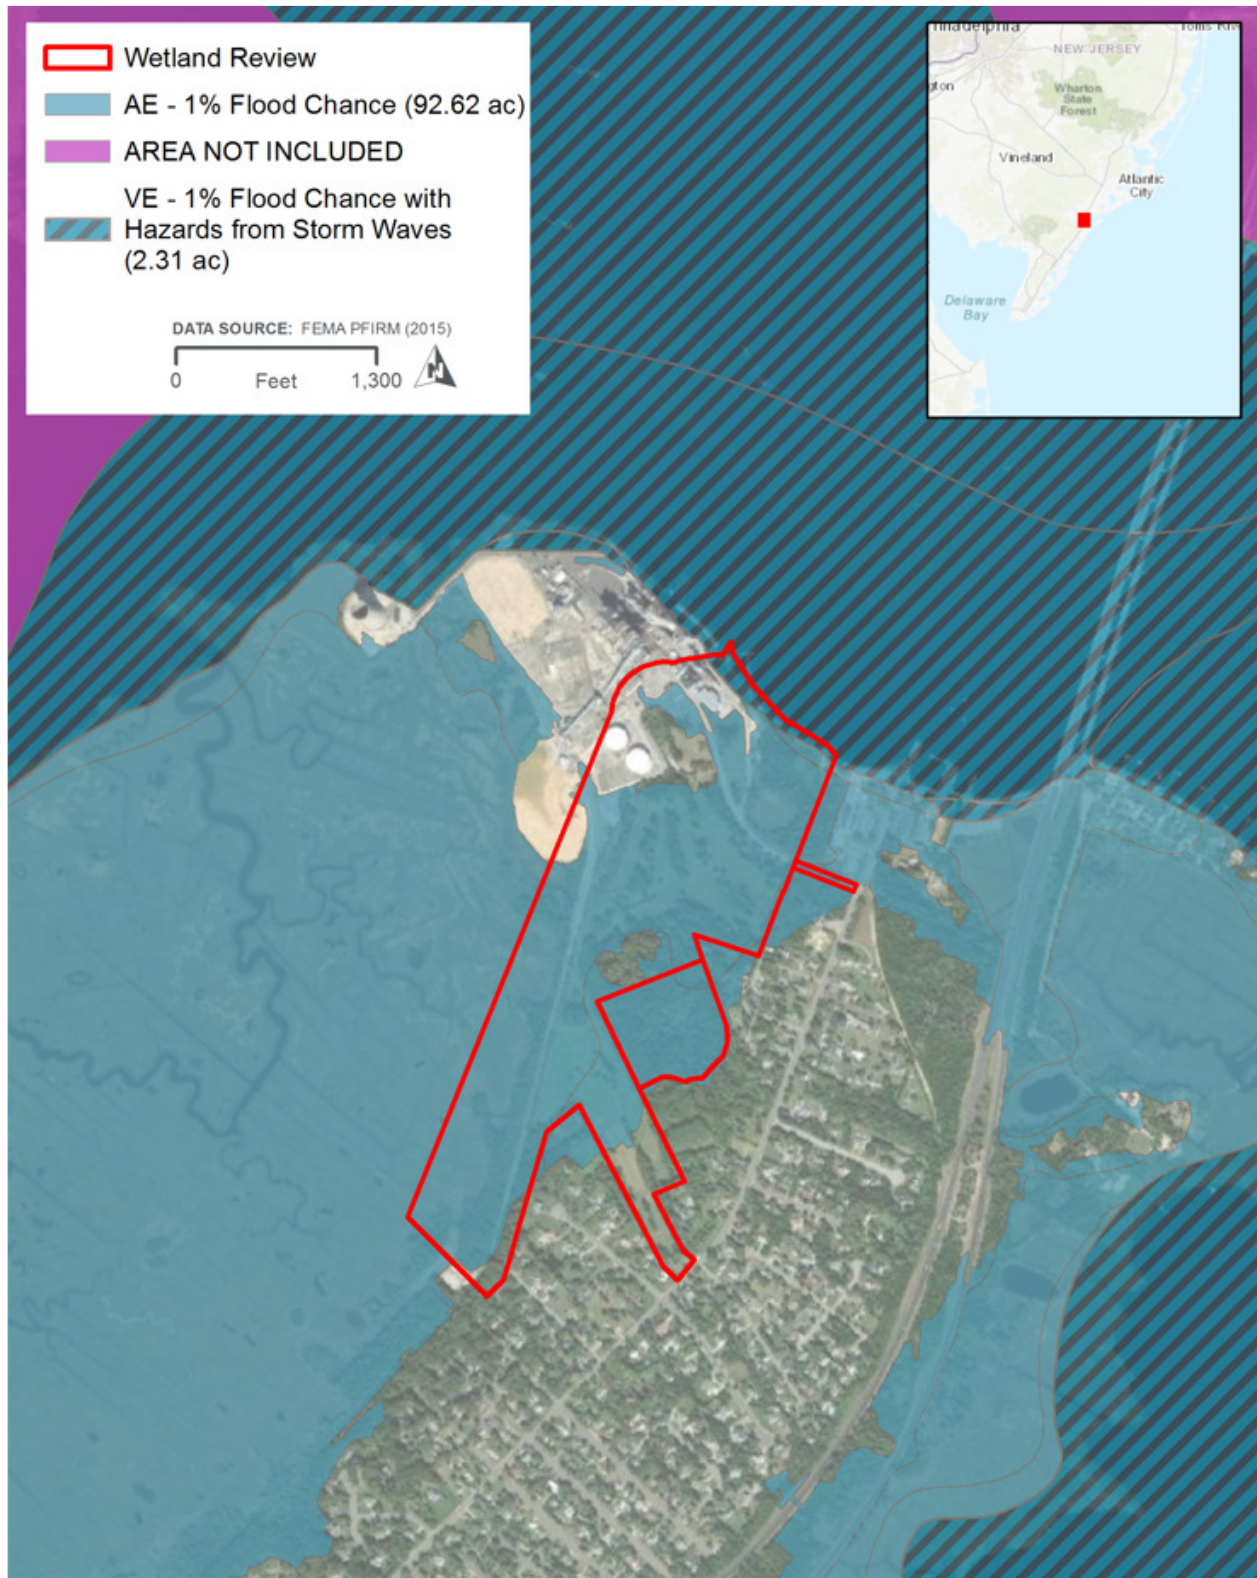 Wetland Review
AE - 1% Flood Chance (92.62 ac)
AREA NOT INCLUDED
VE - 1% Flood Chance with
Hazards from Storm Waves
(2.31 ac)
DATA SOURCE: FEMA PFIRM (2015)
0 Feet 1,300
N
NEW JERSEY
Wharton
State
Forest
Vineland
Atlantic
City
Delaware
Bay